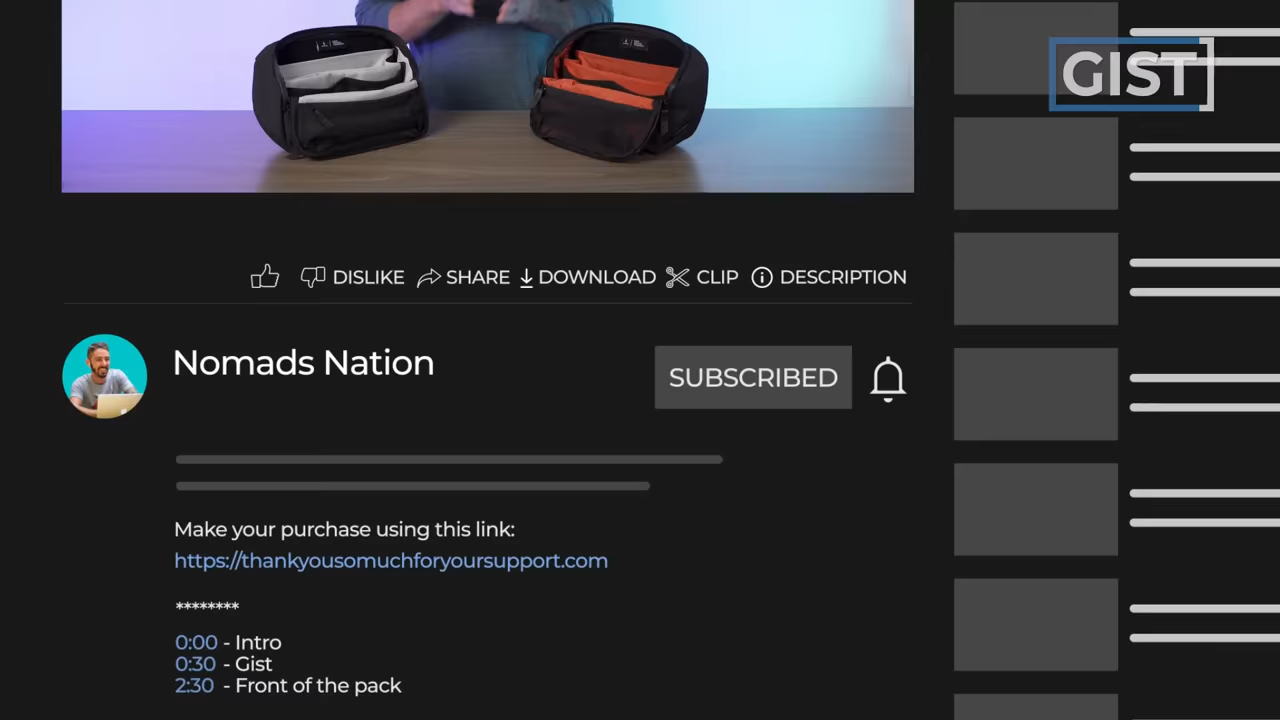 GIST
DISLIKE SHARE DOWNLOAD CLIP DESCRIPTION
Nomads Nation
SUBSCRIBED
Make your purchase using this link:
https://thankyousomuchforyoursupport.com
********
0:00 - Intro
0:30 - Gist
2:30 - Front of the pack